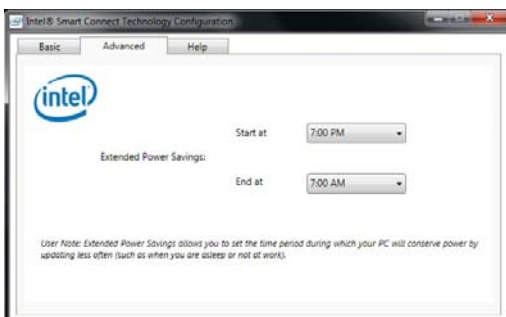 Intel® Smart Connect Technology Configuration
Basic Advanced Help
intel
Start at 7:00 PM
Extended Power Savings:
End at 7:00 AM
User Note: Extended Power Savings allows you to set the time period during which your PC will conserve power by
updating less often (such as when you are asleep or not at work).